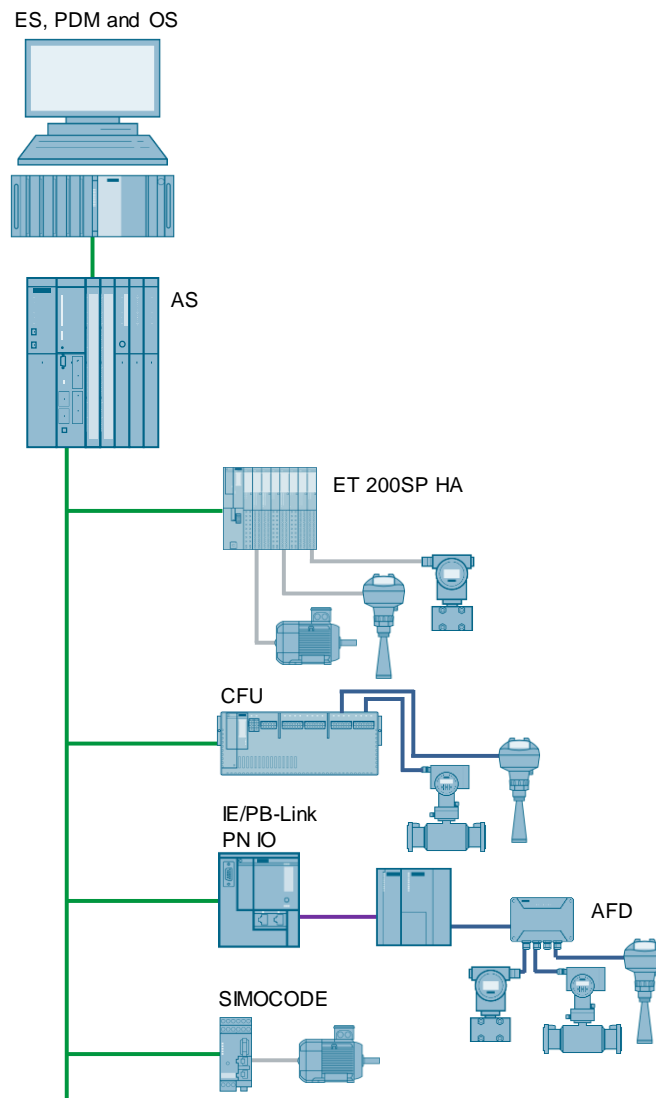 ES, PDM and OS
AS
ET 200SP HA
CFU
IE/PB-Link
PN IO
AFD
SIMOCODE